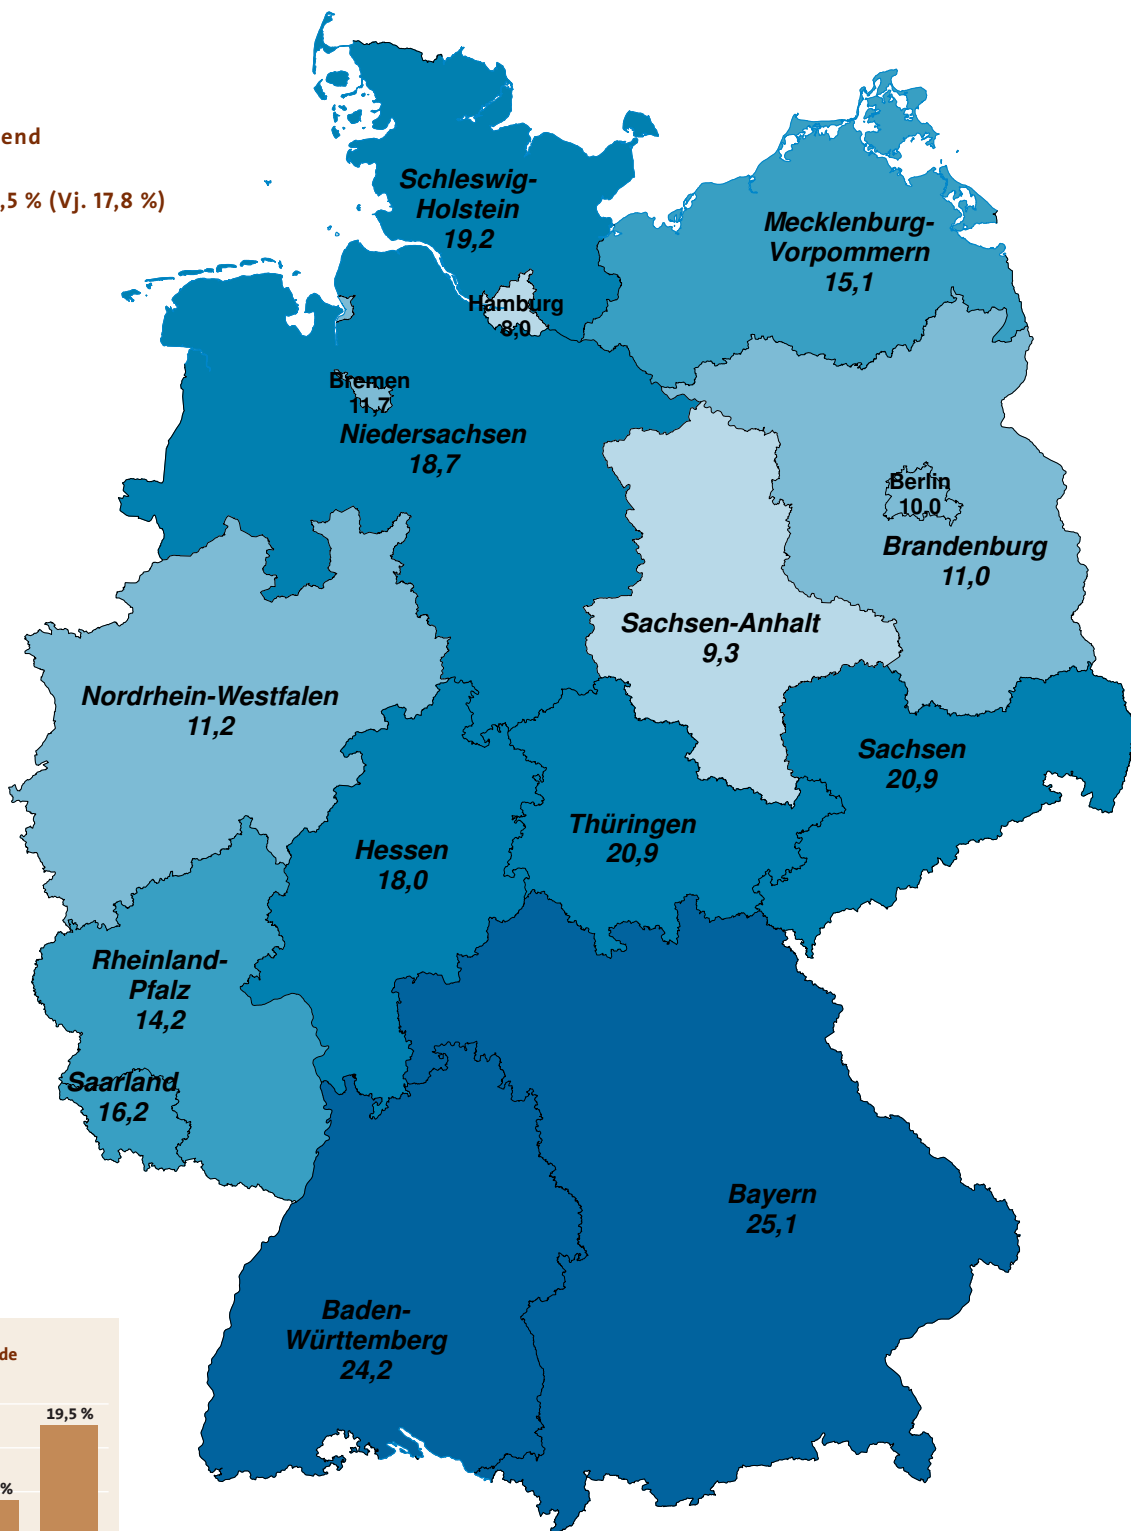 end
,5 % (Vj. 17,8 %)
Schleswig-
Holstein
19,2
Mecklenburg-
Vorpommern
15,1
Hamburg
8,0
Bremen
11,7
Niedersachsen
18,7
Berlin
10,0
Brandenburg
11,0
Sachsen-Anhalt
9,3
Nordrhein-Westfalen
11,2
Sachsen
20,9
Thüringen
20,9
Hessen
18,0
Rheinland-
Pfalz
14,2
Saarland
16,2
Bayern
25,1
Baden-
Württemberg
24,2
de
19,5 %
%